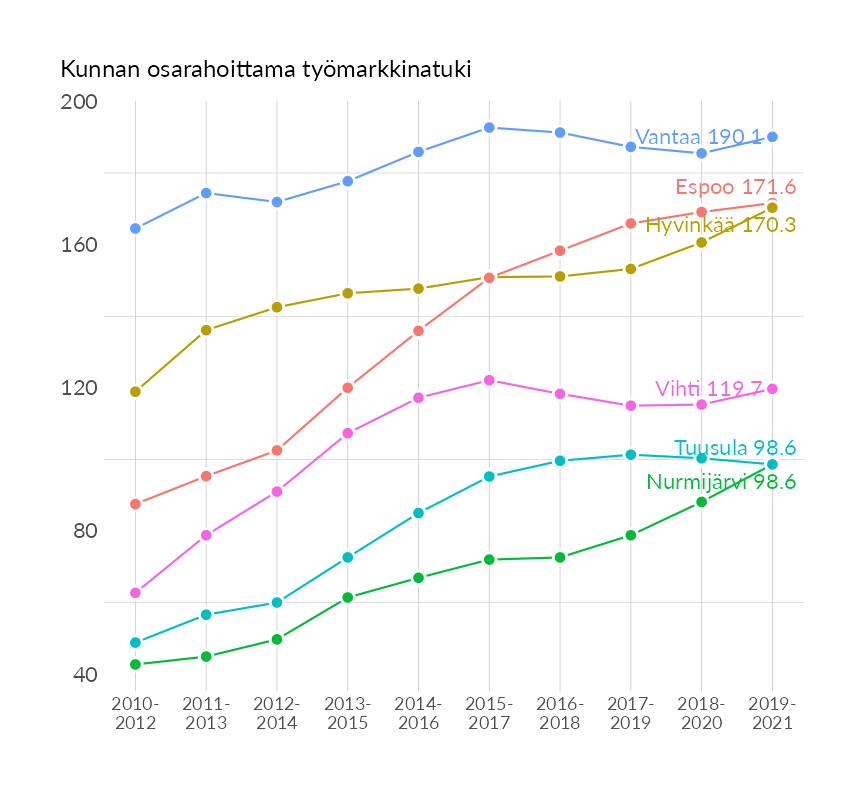 Kunnan osarahoittama työmarkkinatuki
200
Vantaa 190.1
Espoo 171.6
Hyvinkää 170.3
160
120
Vihti 119.7
Tuusula 98.6
Nurmijärvi 98.6
80
40
2010- 2011- 2012- 2013- 2014- 2015- 2016- 2017- 2018- 2019-
2012 2013 2014 2015 2016 2017 2018 2019 2020 2021